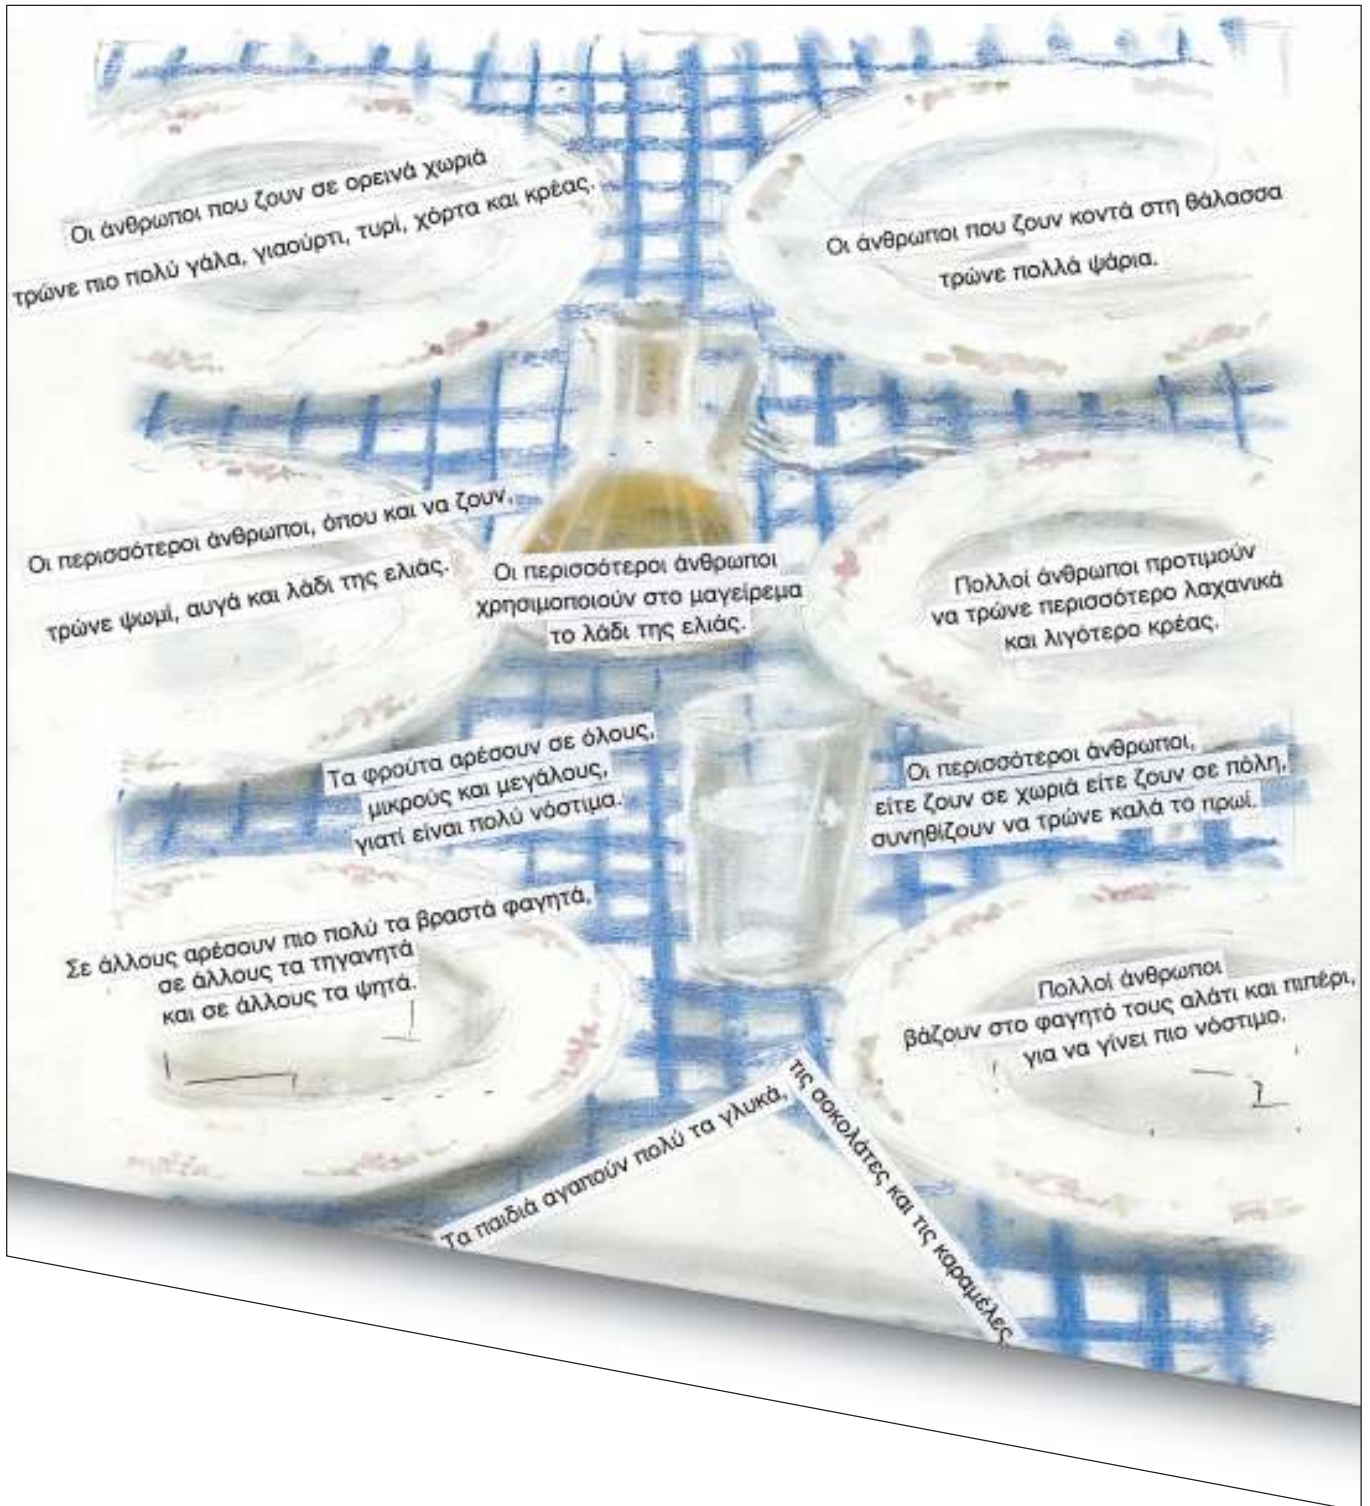 Οι άνθρωποι που ζουν σε ορεινά χωριά
τρώνε πιο πολύ γάλα, γιαούρτι, τυρί, χόρτα και κρέας.
Οι άνθρωποι που ζουν κοντά στη θάλασσα
τρώνε πολλά ψάρια.
Οι περισσότεροι άνθρωποι, όπου και να ζουν,
τρώνε ψωμί, αυγά και λάδι της ελιάς.
Οι περισσότεροι άνθρωποι
χρησιμοποιούν στο μαγείρεμα
το λάδι της ελιάς.
Πολλοί άνθρωποι προτιμούν
να τρώνε περισσότερο λαχανικά
και λιγότερο κρέας.
Τα φρούτα αρέσουν σε όλους,
μικρούς και μεγάλους,
γιατί είναι πολύ νόστιμα.
Οι περισσότεροι άνθρωποι,
είτε ζουν σε χωριά είτε ζουν σε πόλη,
συνηθίζουν να τρώνε καλά το πρωί.
Σε άλλους αρέσουν πιο πολύ τα βραστά φαγητά,
σε άλλους τα τηγανητά
και σε άλλους τα ψητά.
Πολλοί άνθρωποι
βάζουν στο φαγητό τους αλάτι και πιπέρι,
για να γίνει πιο νόστιμο.
Τα παιδιά αγαπούν πολύ τα γλυκά,
τις σοκολάτες και τις καραμέλες.